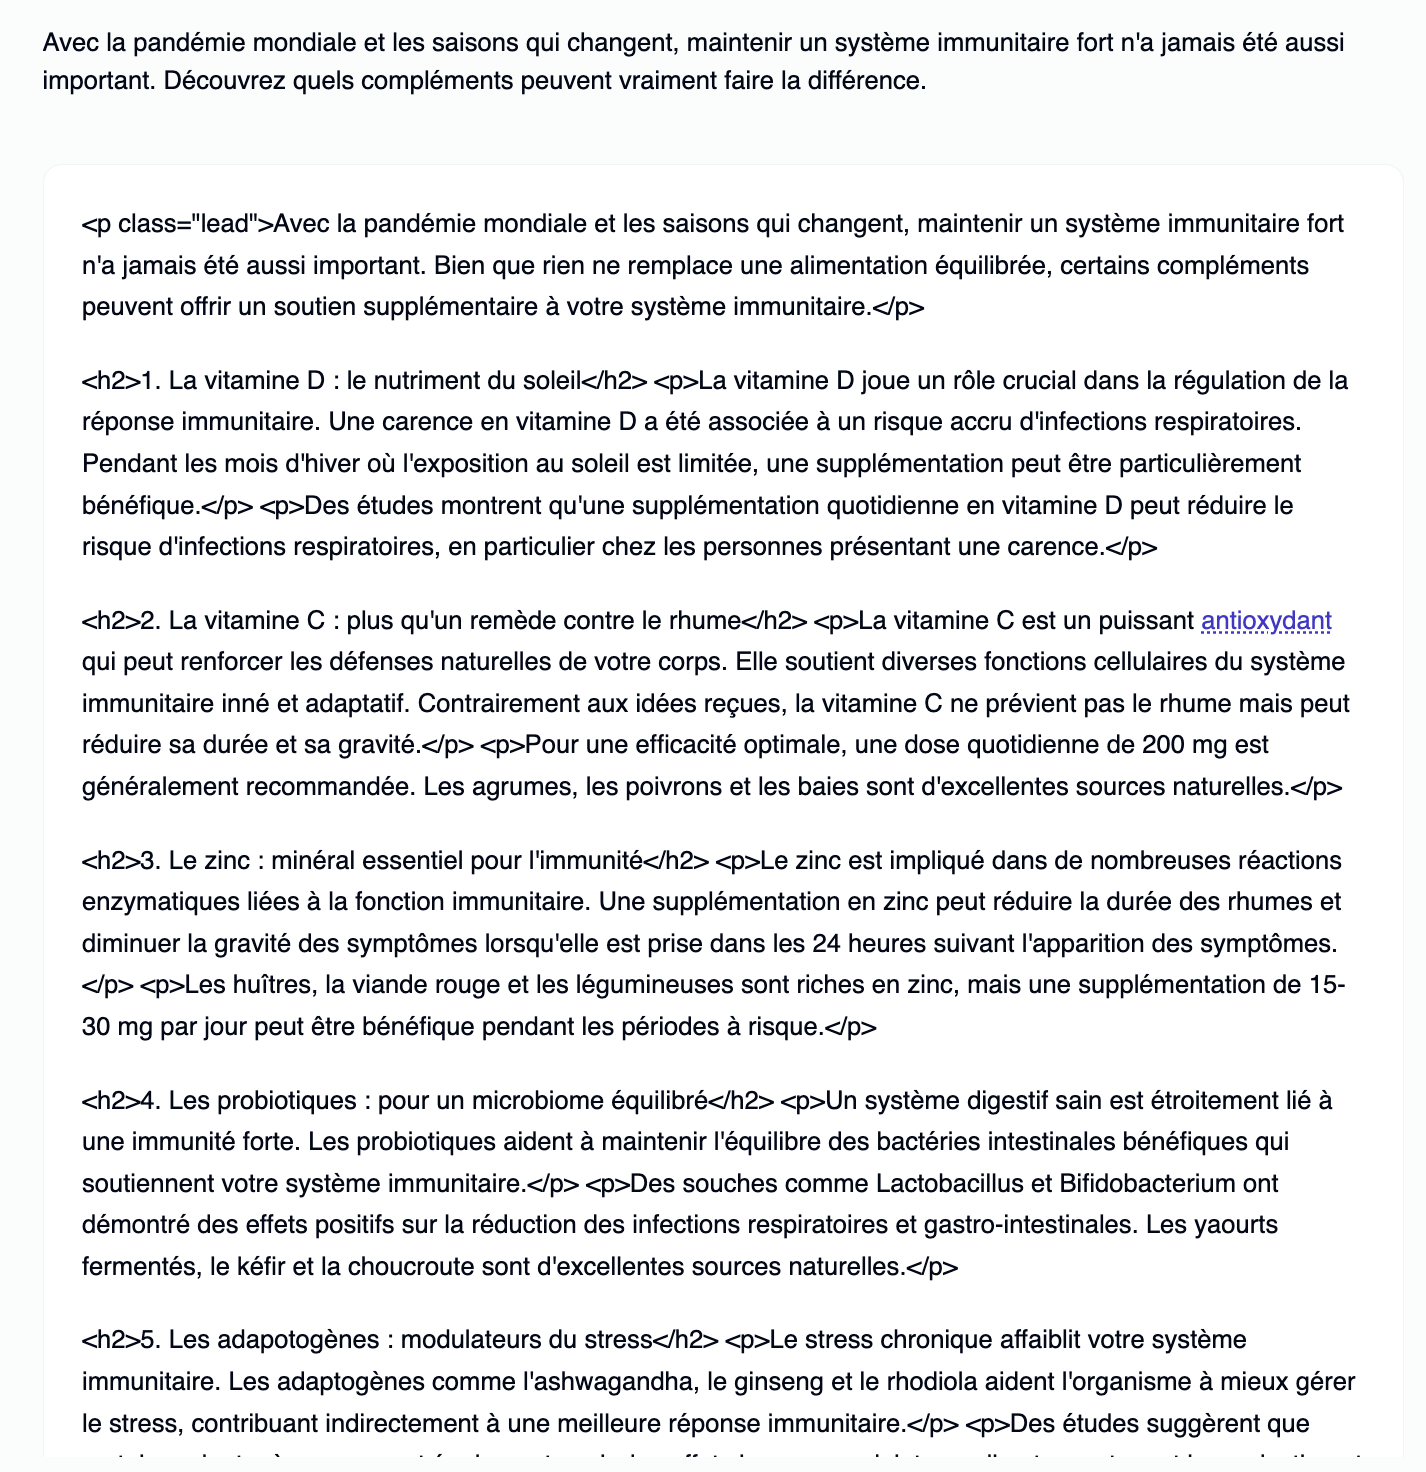 Avec la pandémie mondiale et les saisons qui changent, maintenir un système immunitaire fort n'a jamais été aussi
important. Découvrez quels compléments peuvent vraiment faire la différence.
<p class="lead">Avec la pandémie mondiale et les saisons qui changent, maintenir un système immunitaire fort
n'a jamais été aussi important. Bien que rien ne remplace une alimentation équilibrée, certains compléments
peuvent offrir un soutien supplémentaire à votre système immunitaire.</p>
<h2>1. La vitamine D : le nutriment du soleil</h2> <p>La vitamine D joue un rôle crucial dans la régulation de la
réponse immunitaire. Une carence en vitamine D a été associée à un risque accru d'infections respiratoires.
Pendant les mois d'hiver où l'exposition au soleil est limitée, une supplémentation peut être particulièrement
bénéfique.</p> <p>Des études montrent qu'une supplémentation quotidienne en vitamine D peut réduire le
risque d'infections respiratoires, en particulier chez les personnes présentant une carence.</p>
<h2>2. La vitamine C : plus qu'un remède contre le rhume</h2> <p>La vitamine C est un puissant antioxydant
qui peut renforcer les défenses naturelles de votre corps. Elle soutient diverses fonctions cellulaires du système
immunitaire inné et adaptatif. Contrairement aux idées reçues, la vitamine C ne prévient pas le rhume mais peut
réduire sa durée et sa gravité.</p> <p>Pour une efficacité optimale, une dose quotidienne de 200 mg est
généralement recommandée. Les agrumes, les poivrons et les baies sont d'excellentes sources naturelles.</p>
<h2>3. Le zinc : minéral essentiel pour l'immunité</h2> <p>Le zinc est impliqué dans de nombreuses réactions
enzymatiques liées à la fonction immunitaire. Une supplémentation en zinc peut réduire la durée des rhumes et
diminuer la gravité des symptômes lorsqu'elle est prise dans les 24 heures suivant l'apparition des symptômes.
</p> <p>Les huîtres, la viande rouge et les légumineuses sont riches en zinc, mais une supplémentation de 15-
30 mg par jour peut être bénéfique pendant les périodes à risque.</p>
<h2>4. Les probiotiques : pour un microbiome équilibré</h2> <p>Un système digestif sain est étroitement lié à
une immunité forte. Les probiotiques aident à maintenir l'équilibre des bactéries intestinales bénéfiques qui
soutiennent votre système immunitaire.</p> <p>Des souches comme Lactobacillus et Bifidobacterium ont
démontré des effets positifs sur la réduction des infections respiratoires et gastro-intestinales. Les yaourts
fermentés, le kéfir et la choucroute sont d'excellentes sources naturelles.</p>
<h2>5. Les adapotogènes : modulateurs du stress</h2> <p>Le stress chronique affaiblit votre système
immunitaire. Les adaptogènes comme l'ashwagandha, le ginseng et le rhodiola aident l'organisme à mieux gérer
le stress, contribuant indirectement à une meilleure réponse immunitaire.</p> <p>Des études suggèrent que